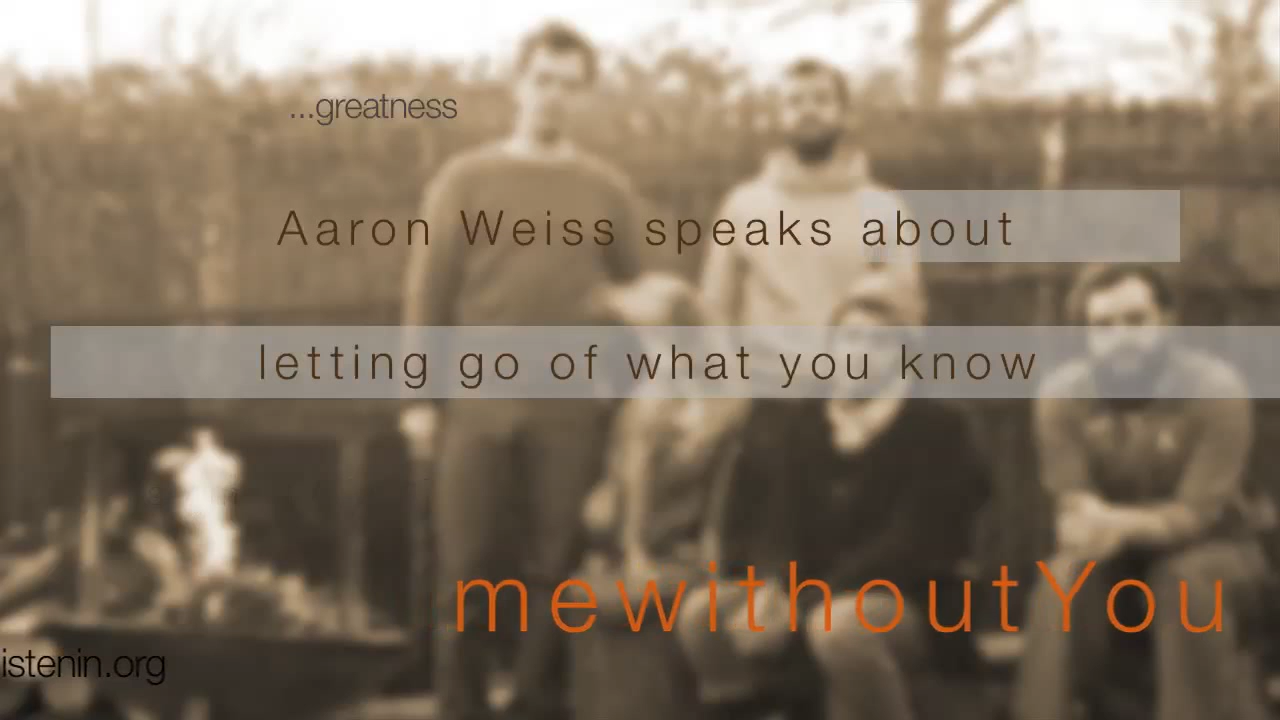 ...greatness
Aaron Weiss speaks about
letting go of what you know
mewithoutYou
istenin.org